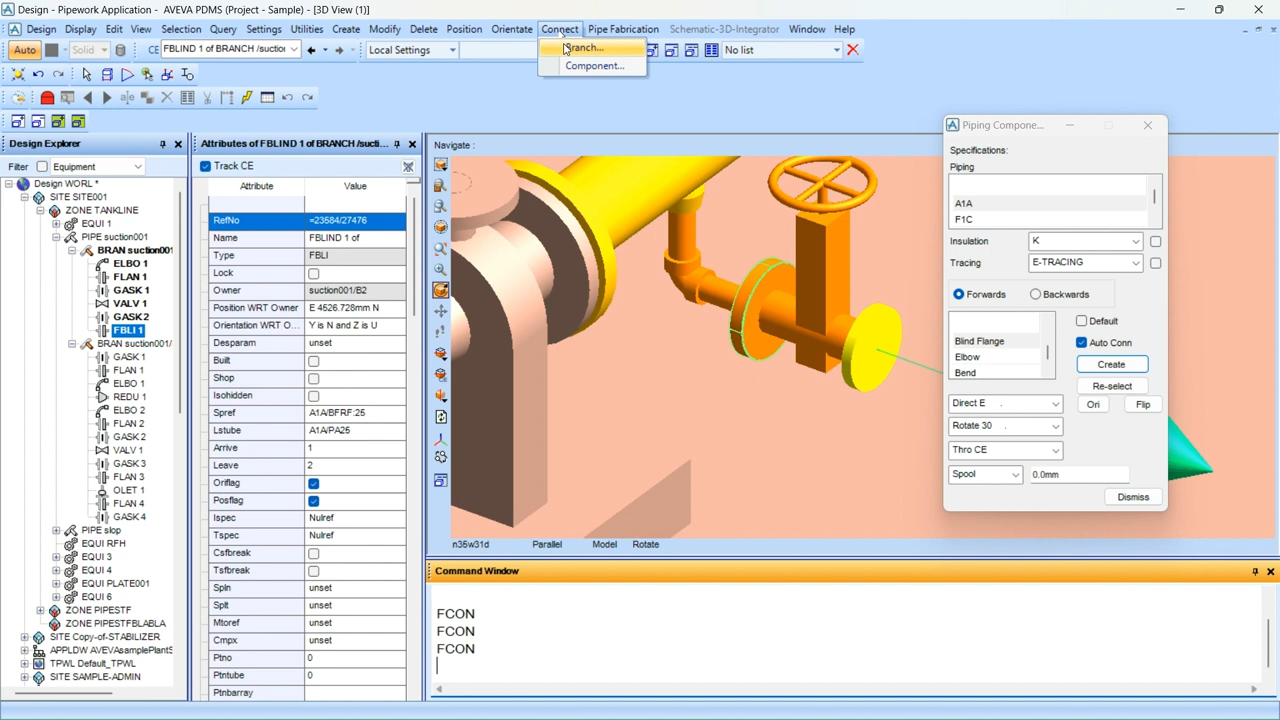 Design - Pipework Application - AVEVA PDMS (Project - Sample) - [3D View (1)]
Design Display Edit View Selection Query Settings Utilities Create Modify Delete Position Orientate Connect Pipe Fabrication Schematic-3D-Integrator Window Help
Auto Solid CE FBLIND 1 of BRANCH /suctio Local Settings No list
Branch...
Component...
Design Explorer
Filter Equipment
Design WORL *
SITE SITE001
ZONE TANKLINE
EQUI 1
PIPE suction001
BRAN suction001
ELBO 1
FLAN 1
GASK 1
VALV 1
GASK 2
FBLI 1
BRAN suction001/
GASK 1
FLAN 1
ELBO 1
REDU 1
ELBO 2
FLAN 2
GASK 2
VALV 1
GASK 3
FLAN 3
OLET 1
FLAN 4
GASK 4
PIPE slop
EQUI RFH
EQUI 3
EQUI 4
EQUI PLATE001
EQUI 6
ZONE PIPESTF
ZONE PIPESTFBLABLA
SITE Copy-of-STABILIZER
APPLDW AVEVAsamplePlantS
TPWL Default_TPWL
SITE SAMPLE-ADMIN
Attributes of FBLIND 1 of BRANCH /sucti...
Track CE
Attribute Value
RefNo =23584/27476
Name FBLIND 1 of
Type FBLI
Lock
Owner suction001/B2
Position WRT Owner E 4526.728mm N
Orientation WRT O... Y is N and Z is U
Desparam unset
Built
Shop
Isohidden
Spref A1A/BFRF:25
Lstube A1A/PA25
Arrive 1
Leave 2
Oriflag
Posflag
Ispec Nulref
Tspec Nulref
Csfbreak
Tsfbreak
Spln unset
Splt unset
Mtoref unset
Cmpx unset
Ptno 0
Ptntube 0
Ptnbarray
Navigate :
n35w31d Parallel Model Rotate
Piping Compone...
Specifications:
Piping
A1A
F1C
Insulation K
Tracing E-TRACING
Forwards Backwards
Blind Flange
Elbow
Bend
Default
Auto Conn
Create
Re-select
Direct E . Ori Flip
Rotate 30 .
Thro CE
Spool 0.0mm
Dismiss
Command Window
FCON
FCON
FCON